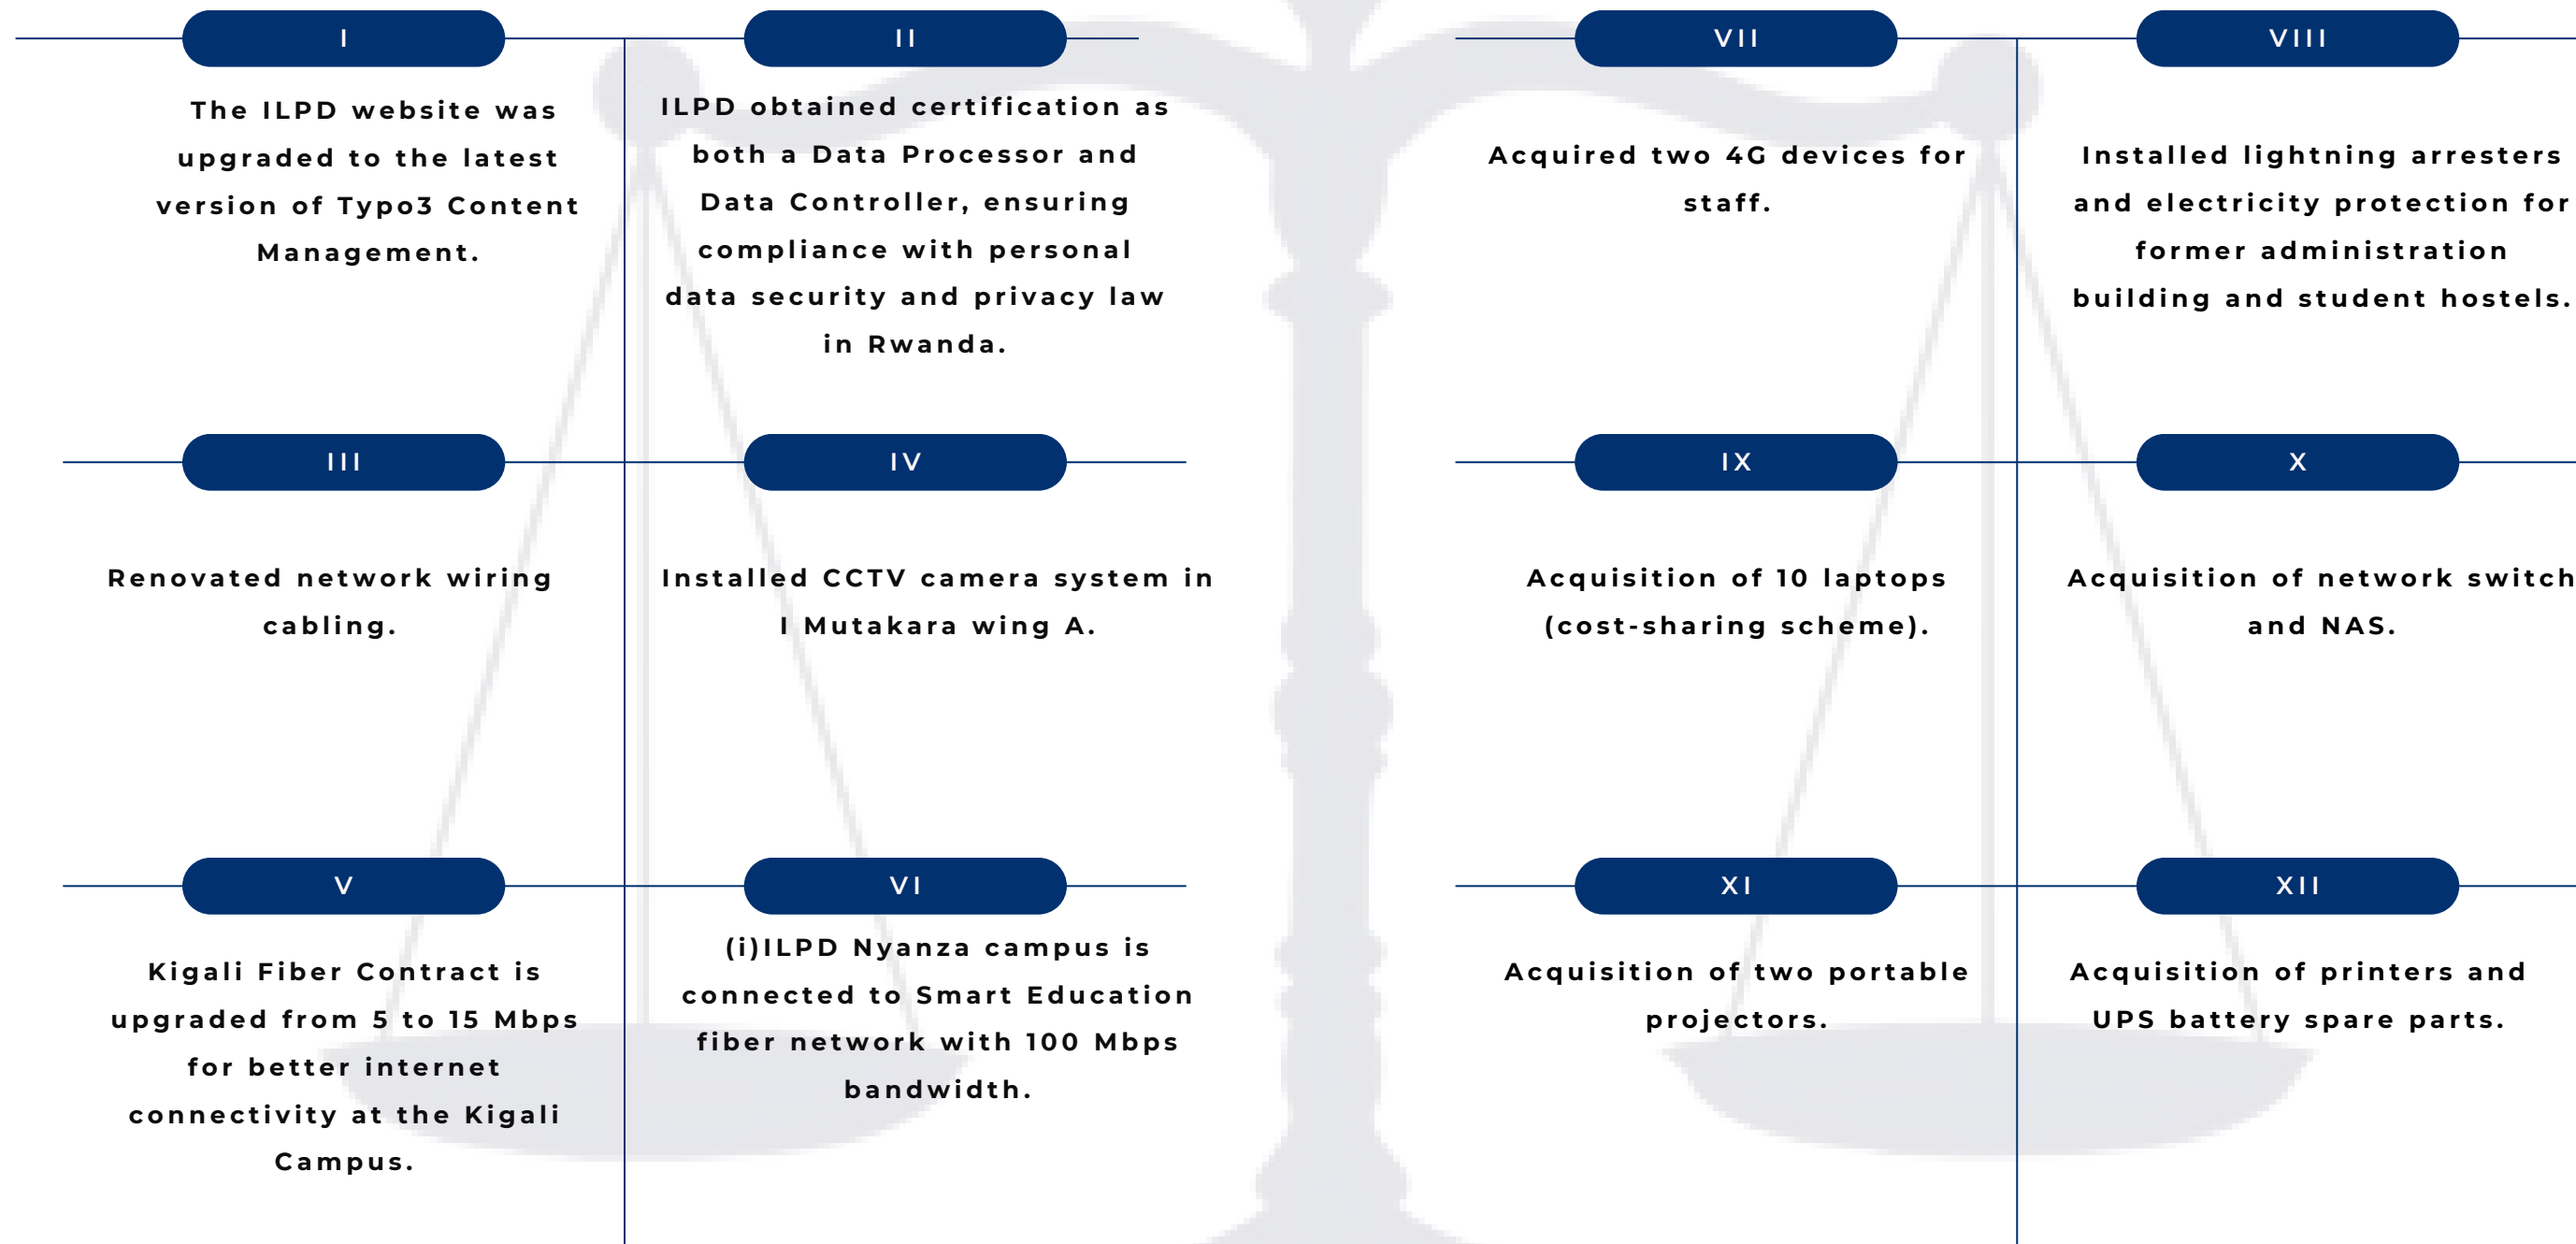 I
The ILPD website was
upgraded to the latest
version of Typo3 Content
Management.
II
ILPD obtained certification as
both a Data Processor and
Data Controller, ensuring
compliance with personal
data security and privacy law
in Rwanda.
III
Renovated network wiring
cabling.
IV
Installed CCTV camera system in
I Mutakara wing A.
V
Kigali Fiber Contract is
upgraded from 5 to 15 Mbps
for better internet
connectivity at the Kigali
Campus.
VI
(i)ILPD Nyanza campus is
connected to Smart Education
fiber network with 100 Mbps
bandwidth.
VII
Acquired two 4G devices for
staff.
VIII
Installed lightning arresters
and electricity protection for
former administration
building and student hostels.
IX
Acquisition of 10 laptops
(cost-sharing scheme).
X
Acquisition of network switch
and NAS.
XI
Acquisition of two portable
projectors.
XII
Acquisition of printers and
UPS battery spare parts.